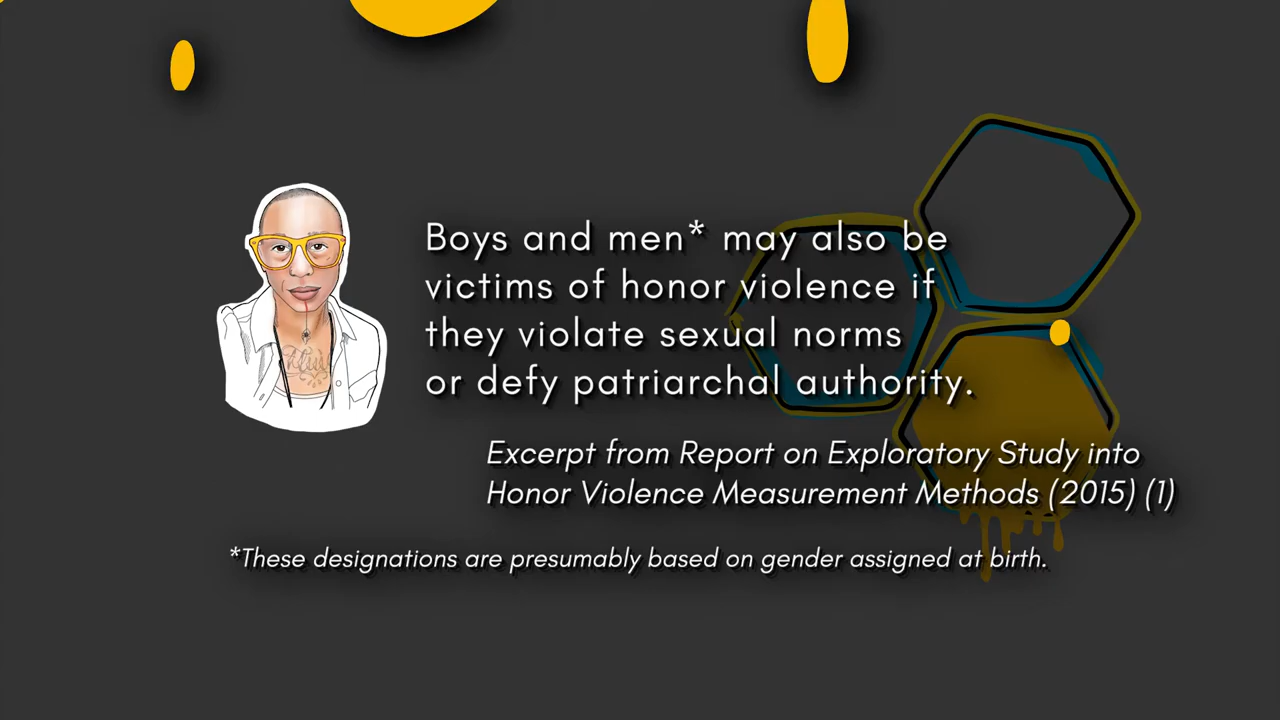 Boys and men* may also be
victims of honor violence if
they violate sexual norms
or defy patriarchal authority.
Excerpt from Report on Exploratory Study into
Honor Violence Measurement Methods (2015) (1)
*These designations are presumably based on gender assigned at birth.